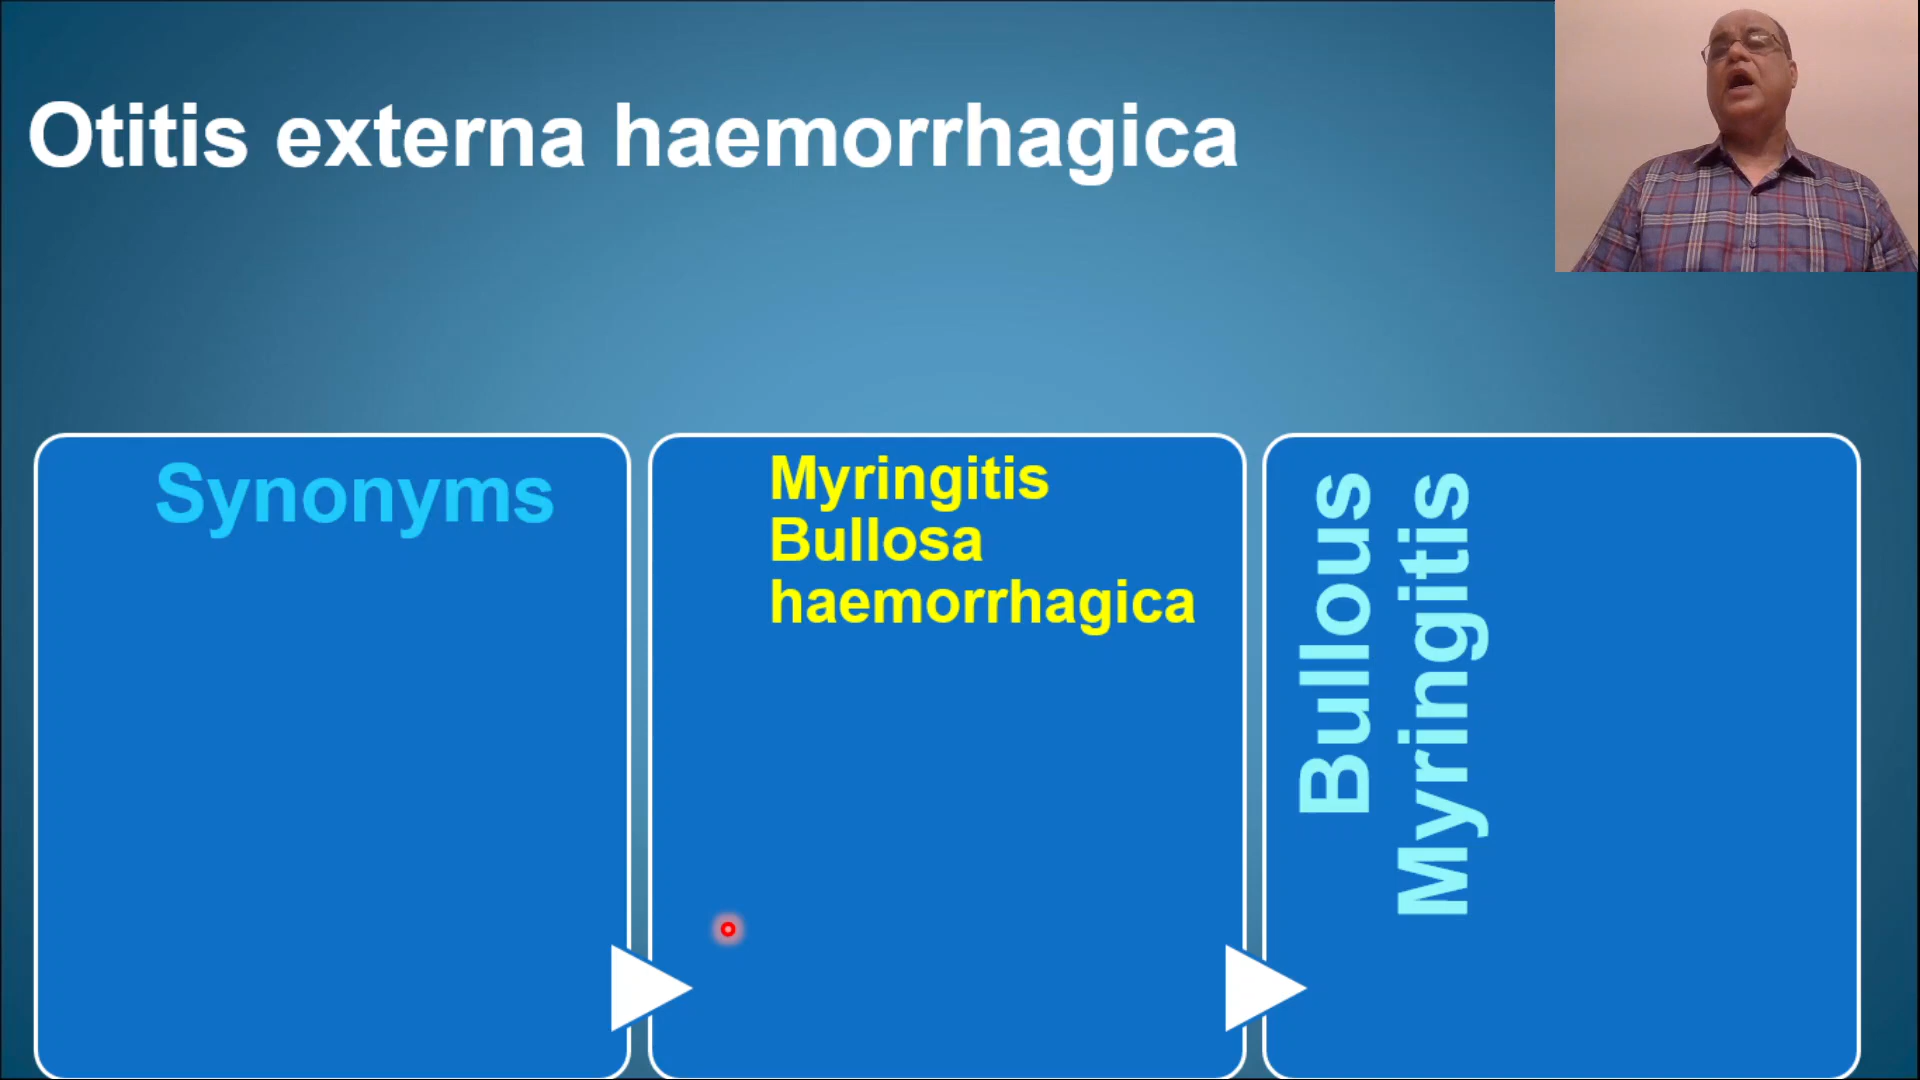 Otitis externa haemorrhagica
Synonyms
Myringitis
Bullosa
haemorrhagica
Bullous
Myringitis